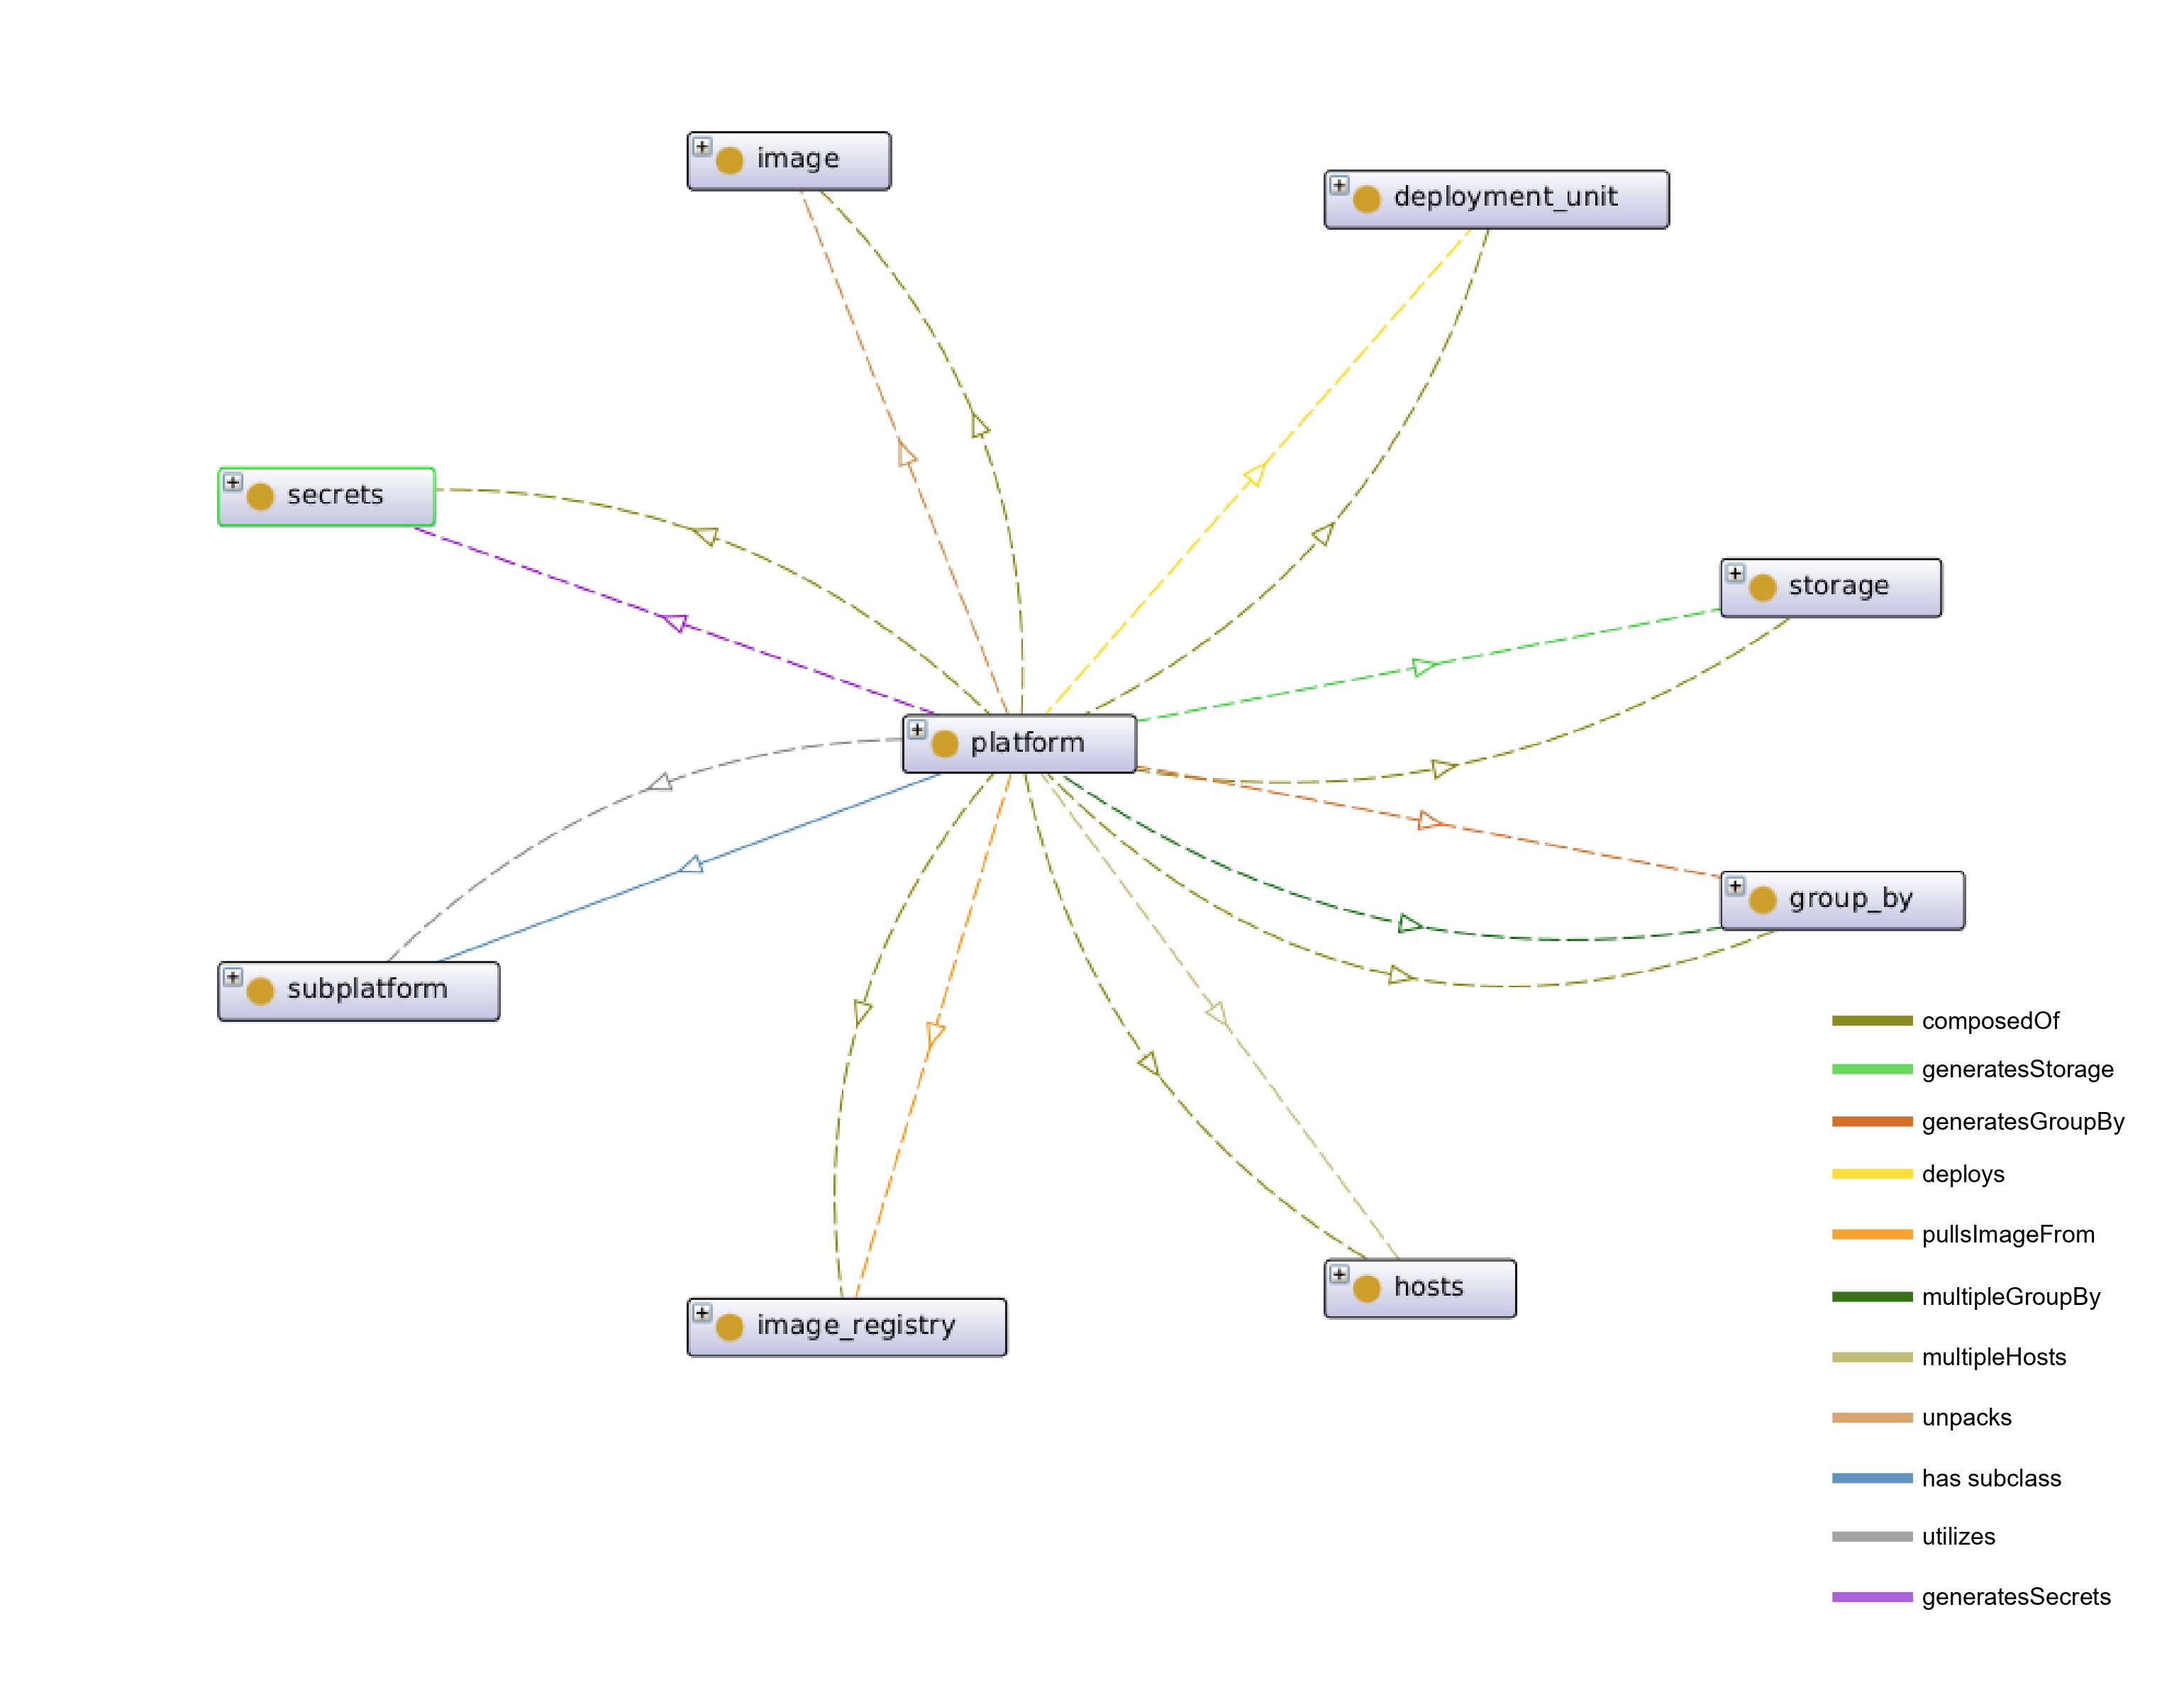 image
deployment_unit
secrets
storage
platform
group_by
subplatform
image_registry
hosts
composedOf
generatesStorage
generatesGroupBy
deploys
pullsImageFrom
multipleGroupBy
multipleHosts
unpacks
has subclass
utilizes
generatesSecrets